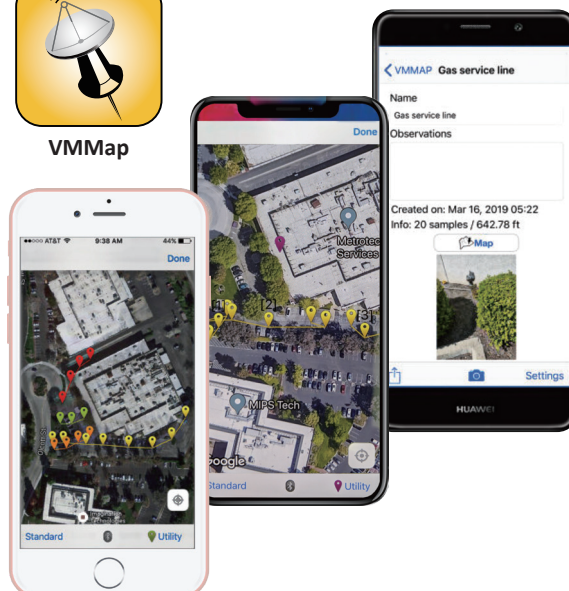 VMMap
AT&T
9:38 AM
44%
Done
Standard
Utility
Done
Metrotec
Services
[1]
[2]
[3]
MIPS Tech
Google
Standard
Utility
VMMAP
Gas service line
Name
Gas service line
Observations
Created on: Mar 16, 2019 05:22
Info: 20 samples / 642.78 ft
Map
Settings
HUAWEI